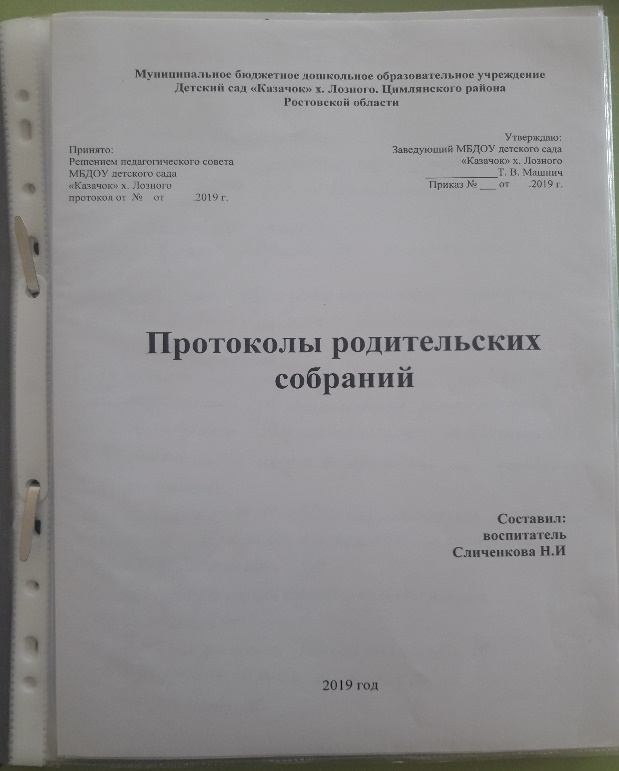 Муниципальное бюджетное дошкольное образовательное учреждение
Детский сад «Казачок» х. Лозного. Цимлянского района
Ростовской области
Принято:
Решением педагогического совета
МБДОУ детского сада
«Казачок» х. Лозного
протокол от № от .2019 г.
Утверждаю:
Заведующий МБДОУ детского сада
«Казачок» х. Лозного
______________Т. В. Машнич
Приказ № ___ от .2019 г.
Протоколы родительских
собраний
Составил:
воспитатель
Сличенкова Н.И
2019 год